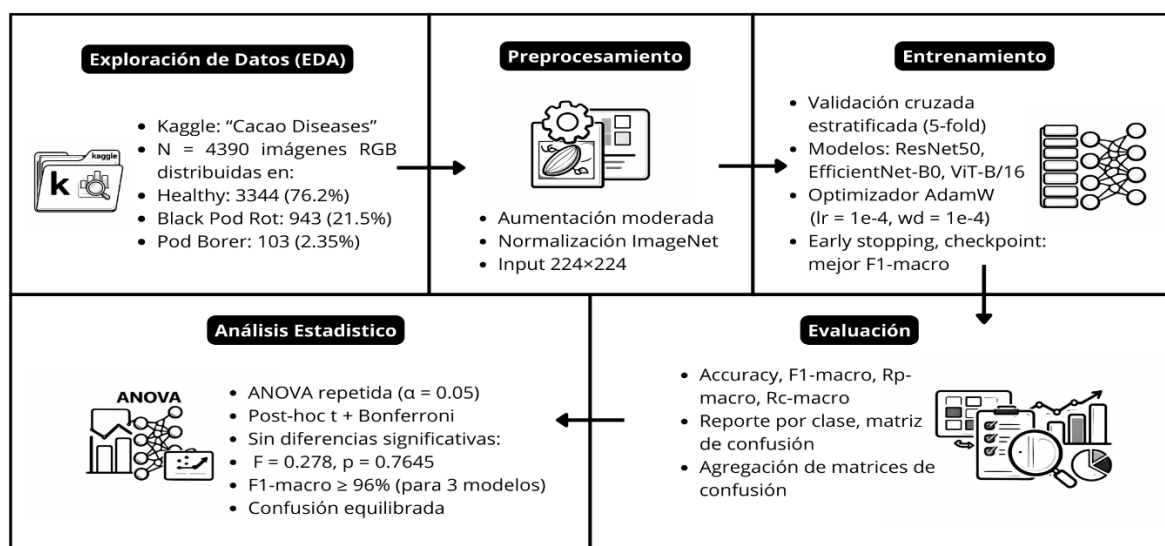 Exploración de Datos (EDA)
kaggle
k
• Kaggle: “Cacao Diseases”
• N = 4390 imágenes RGB
distribuidas en:
• Healthy: 3344 (76.2%)
• Black Pod Rot: 943 (21.5%)
• Pod Borer: 103 (2.35%)
Preprocesamiento
• Aumentación moderada
• Normalización ImageNet
• Input 224×224
Entrenamiento
• Validación cruzada
estratificada (5-fold)
• Modelos: ResNet50,
EfficientNet-B0, ViT-B/16
• Optimizador AdamW
(lr = 1e-4, wd = 1e-4)
• Early stopping, checkpoint:
mejor F1-macro
Análisis Estadistico
ANOVA
• ANOVA repetida (α = 0.05)
• Post-hoc t + Bonferroni
• Sin diferencias significativas:
• F = 0.278, p = 0.7645
• F1-macro ≥ 96% (para 3 modelos)
• Confusión equilibrada
Evaluación
• Accuracy, F1-macro, Rp-
macro, Rc-macro
• Reporte por clase, matriz
de confusión
• Agregación de matrices de
confusión